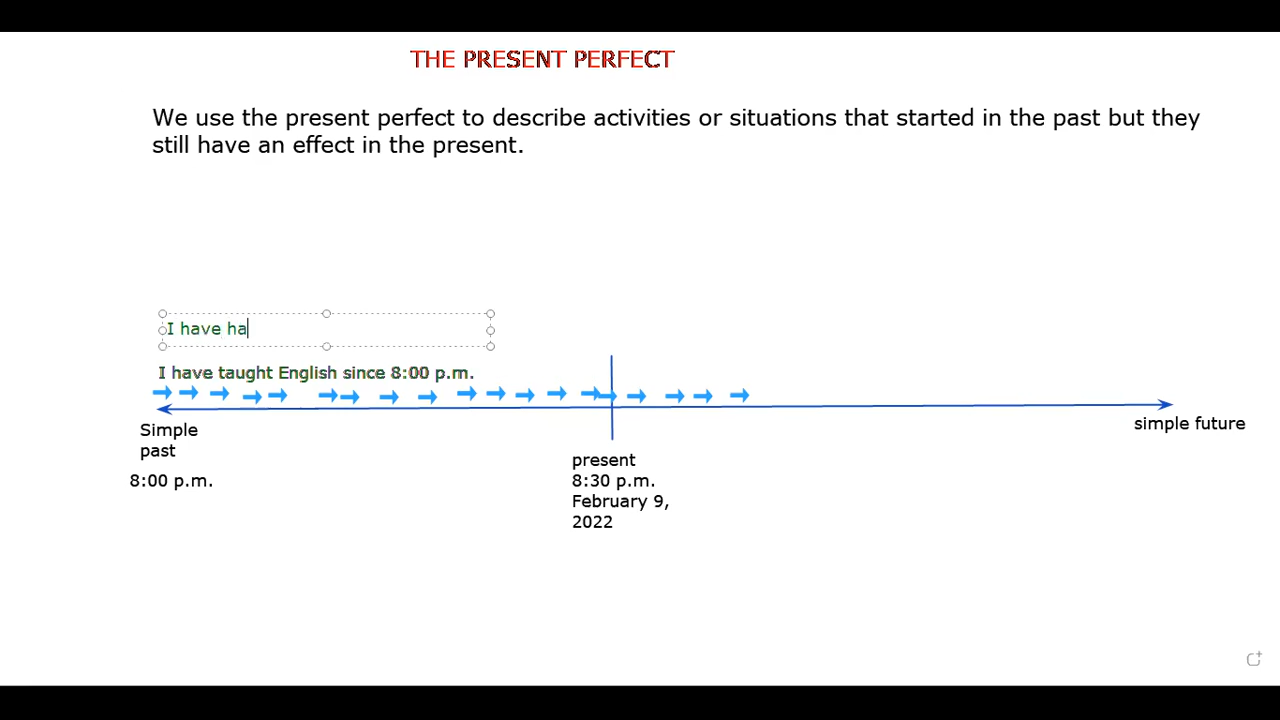 THE PRESENT PERFECT
We use the present perfect to describe activities or situations that started in the past but they
still have an effect in the present.
I have ha
I have taught English since 8:00 p.m.
Simple
past
8:00 p.m.
present
8:30 p.m.
February 9,
2022
simple future